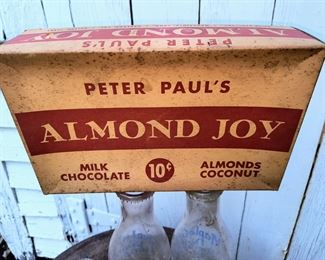 PETER PAUL'S
ALMOND JOY
PETER PAUL'S
ALMOND JOY
MILK CHOCOLATE
10¢
ALMONDS COCONUT